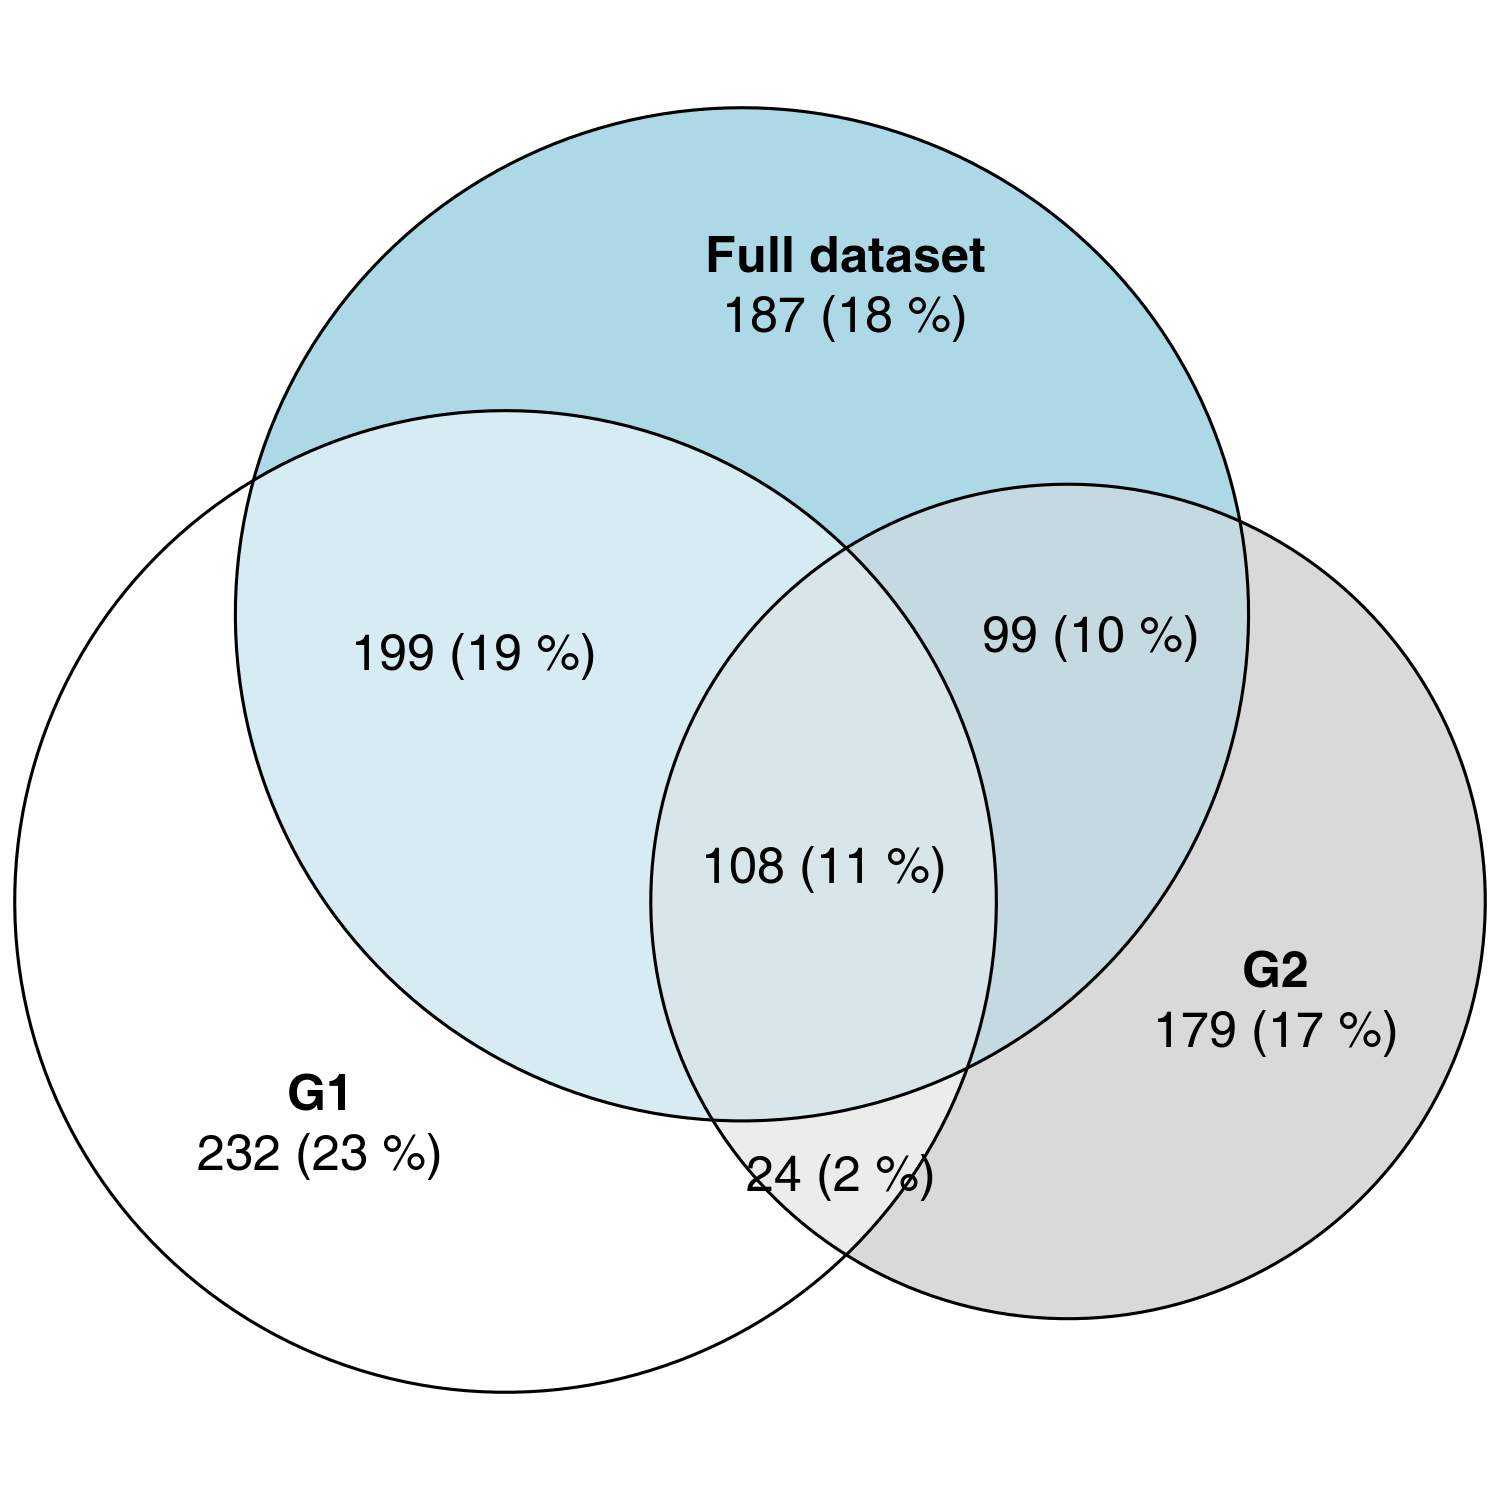 Full dataset
187 (18 %)
199 (19 %)
99 (10 %)
108 (11 %)
G2
179 (17 %)
G1
232 (23 %)
24 (2 %)